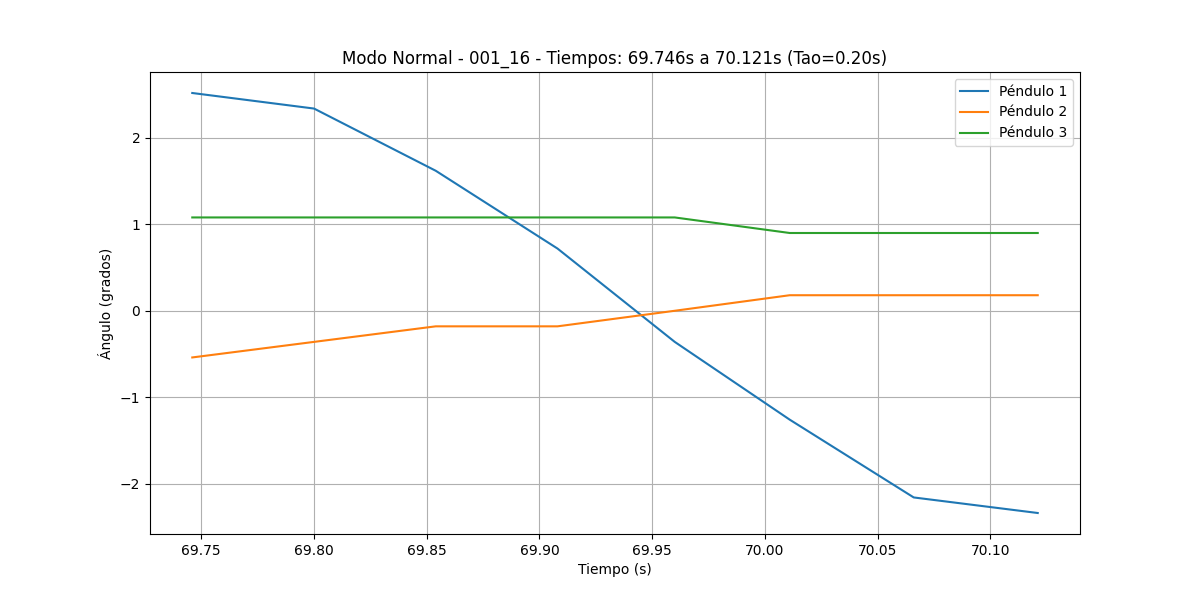 Modo Normal - 001_16 - Tiempos: 69.746s a 70.121s (Tao=0.20s)
Péndulo 1
Péndulo 2
Péndulo 3
Ángulo (grados)
2
1
0
−1
−2
69.75 69.80 69.85 69.90 69.95 70.00 70.05 70.10
Tiempo (s)